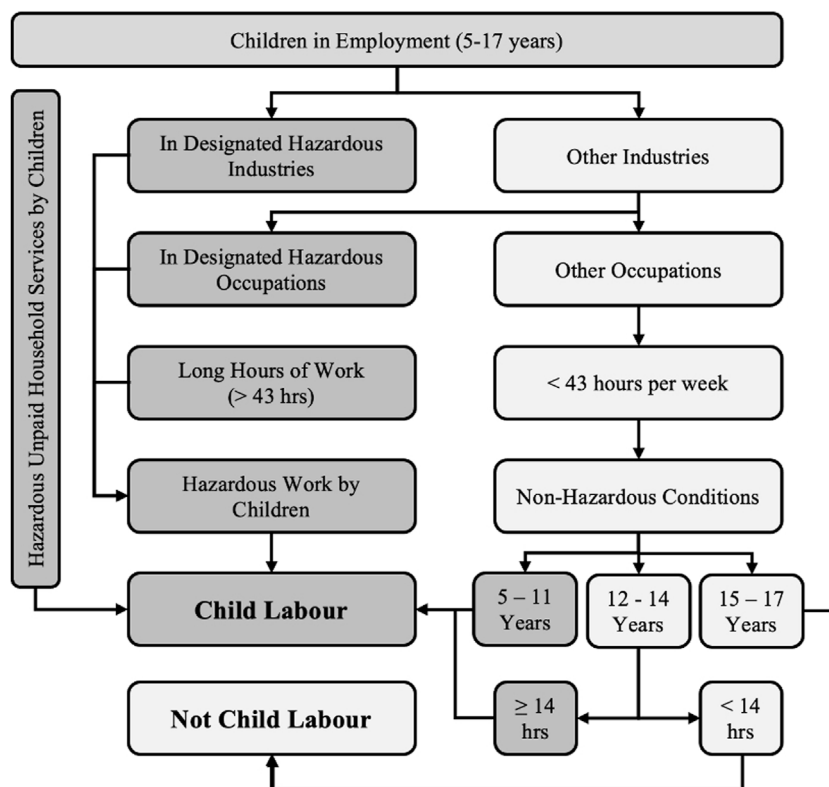 Children in Employment (5-17 years)
Hazardous Unpaid Household Services by Children
In Designated Hazardous
Industries
Other Industries
In Designated Hazardous
Occupations
Other Occupations
Long Hours of Work
(> 43 hrs)
< 43 hours per week
Hazardous Work by
Children
Non-Hazardous Conditions
Child Labour
5 – 11
Years
12 - 14
Years
15 – 17
Years
Not Child Labour
≥ 14
hrs
< 14
hrs